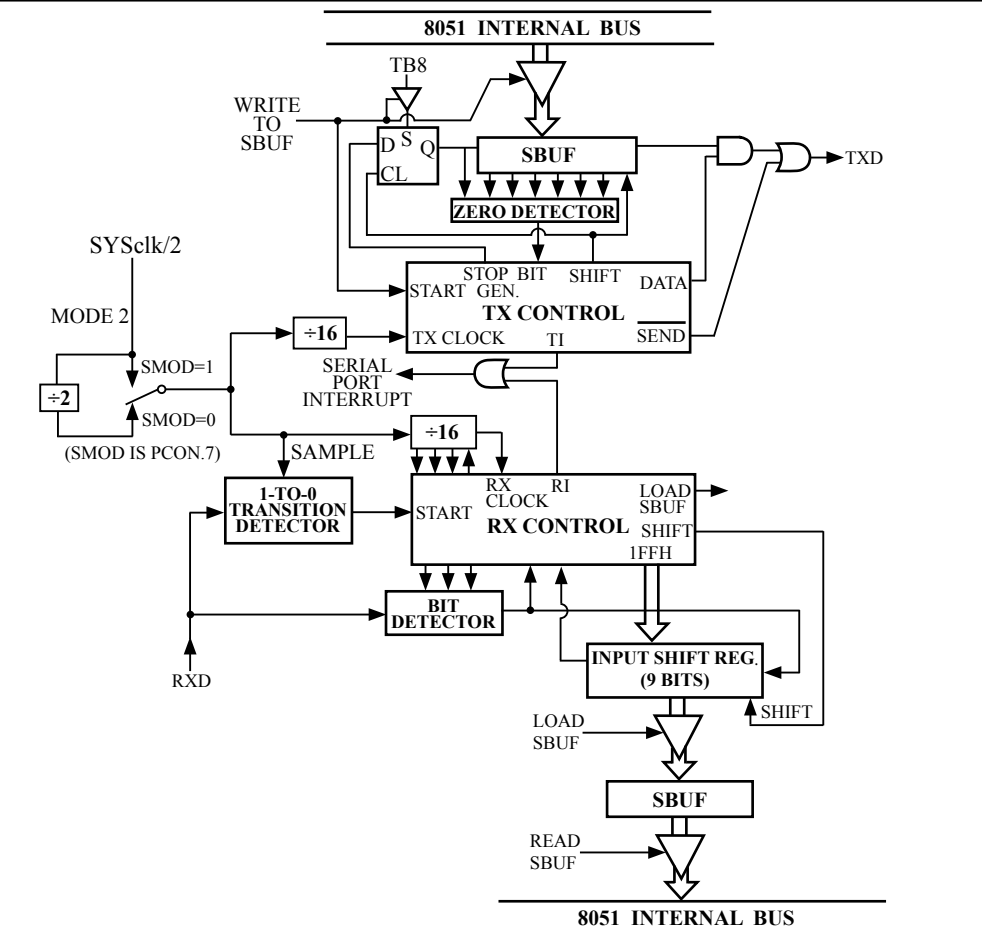 8051 INTERNAL BUS
TB8
WRITE
TO
SBUF
D S Q
CL
SBUF
TXD
ZERO DETECTOR
SYSclk/2
STOP BIT
GEN.
SHIFT
DATA
START
TX CONTROL
MODE 2
÷16
TX CLOCK
TI
SEND
SERIAL
PORT
INTERRUPT
SMOD=1
÷2
SMOD=0
(SMOD IS PCON.7)
÷16
SAMPLE
1-TO-0
TRANSITION
DETECTOR
RX
CLOCK
RI
LOAD
SBUF
START
RX CONTROL
SHIFT
1FFH
BIT
DETECTOR
RXD
INPUT SHIFT REG.
(9 BITS)
SHIFT
LOAD
SBUF
SBUF
READ
SBUF
8051 INTERNAL BUS